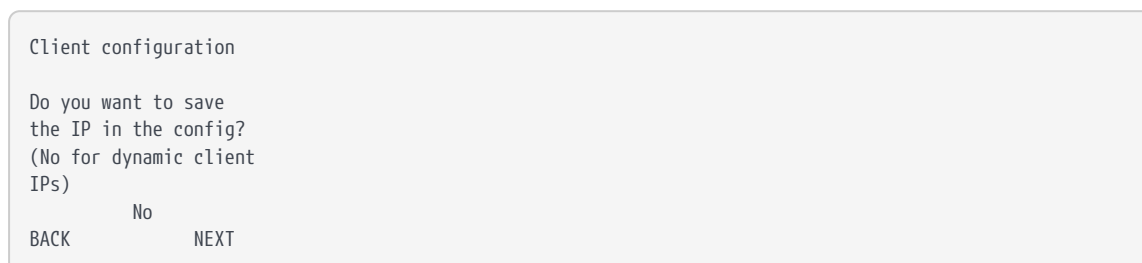 Client configuration
Do you want to save
the IP in the config?
(No for dynamic client
IPs)
No
BACK NEXT